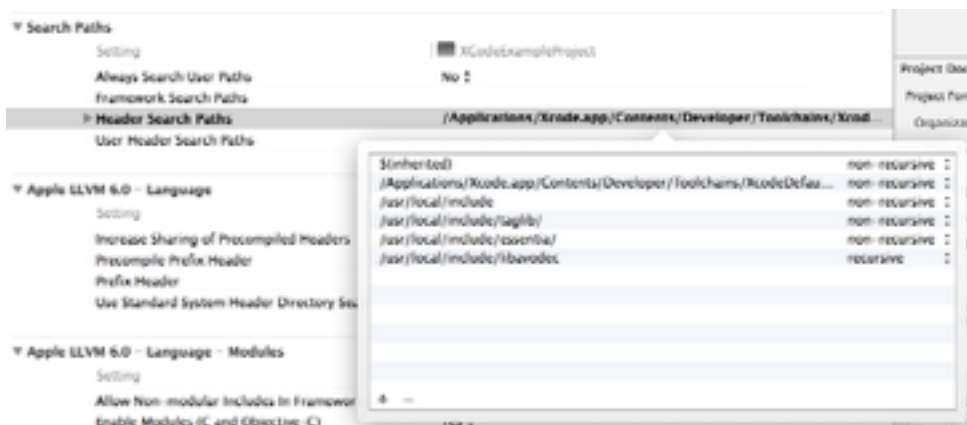 Search Paths
Setting XCodeExampleProject
Always Search User Paths No
Framework Search Paths
Header Search Paths /Applications/Xcode.app/Contents/Developer/Toolchains/Xcod...
User Header Search Paths
Project Doc
Project For
Organiza
$(inherited) non-recursive
/Applications/Xcode.app/Contents/Developer/Toolchains/XcodeDefau... non-recursive
/usr/local/include non-recursive
/usr/local/include/taglib/ non-recursive
/usr/local/include/essentia/ non-recursive
/usr/local/include/libavodec recursive
+ -
Apple LLVM 6.0 - Language
Setting
Increase Sharing of Precompiled Headers
Precompile Prefix Header
Prefix Header
Use Standard System Header Directory Sea
Apple LLVM 6.0 - Language - Modules
Setting
Allow Non-modular Includes In Framewor
Enable Modules (C and Objective-C)